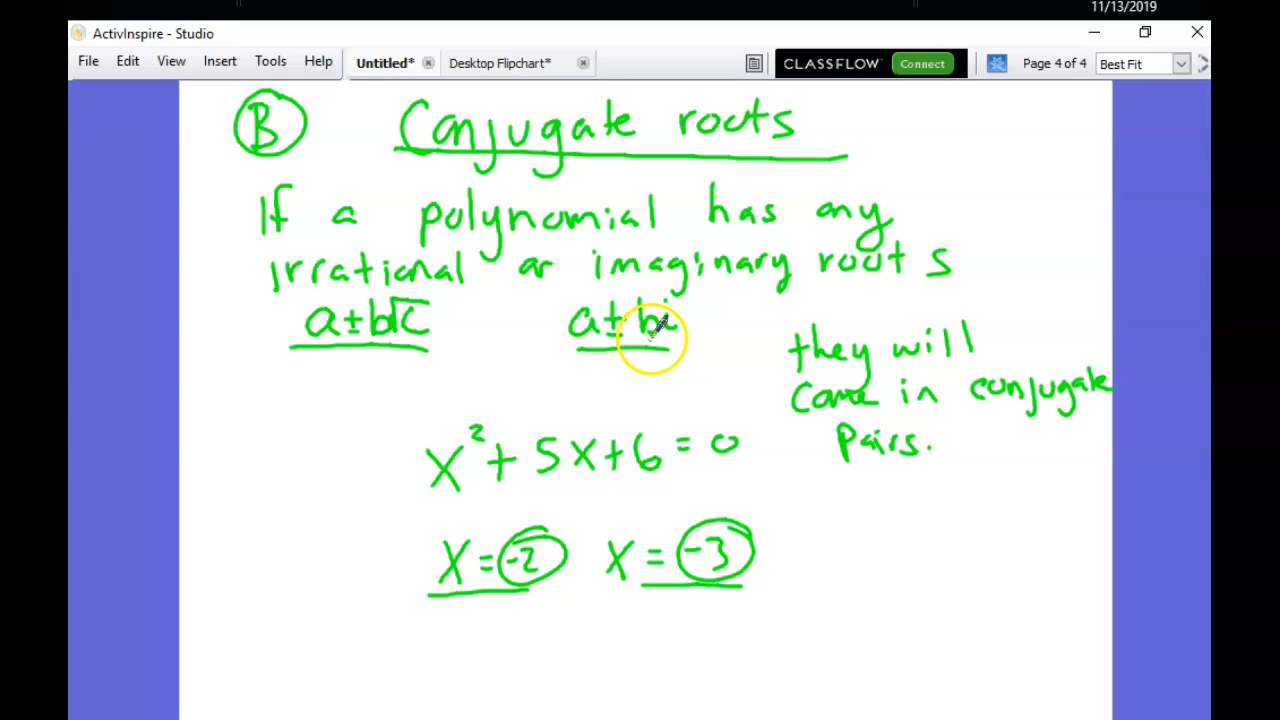 11/13/2019
ActivInspire - Studio
File Edit View Insert Tools Help Untitled* Desktop Flipchart* CLASSFLOW Connect Page 4 of 4 Best Fit
B Conjugate roots
If a polynomial has any
irrational or imaginary roots
a±b√c a±bi
they will
come in conjugate
pairs.
x²+5x+6=0
x=-2 x=-3